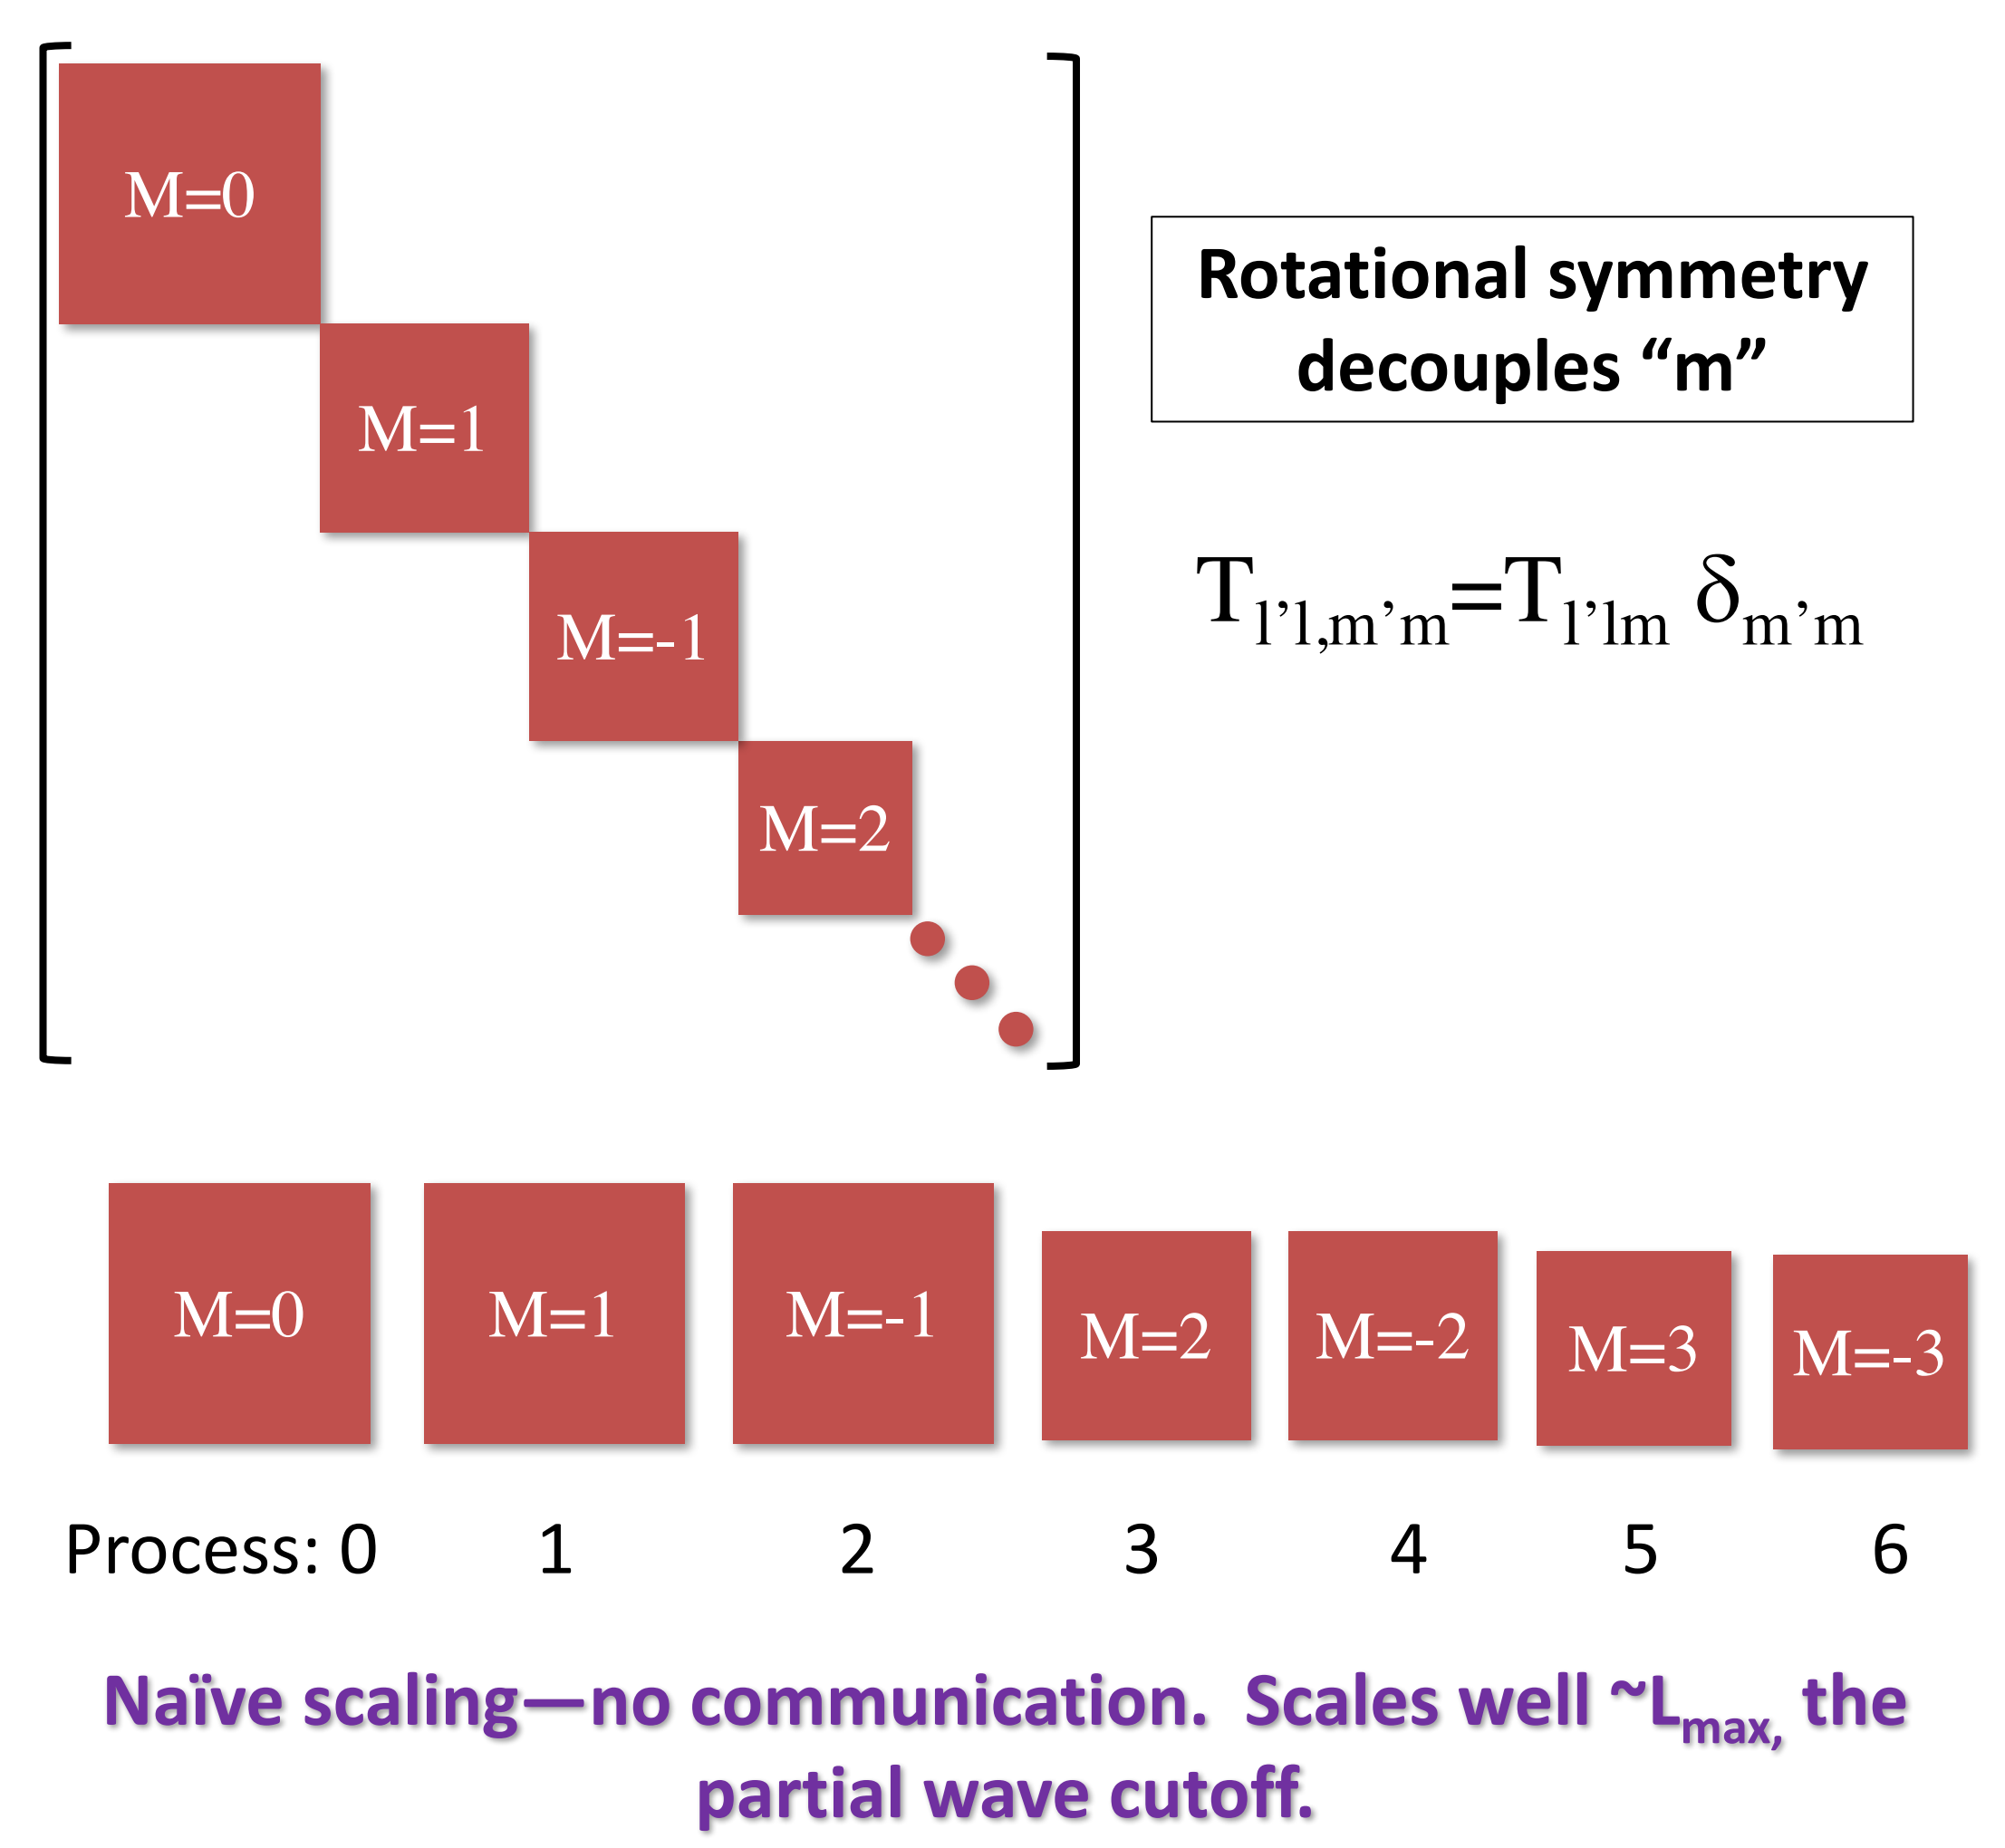 M=0
M=1
M=-1
M=2
Rotational symmetry
decouples “m”
Tl’l,m’m=Tl’lm δm’m
M=0 M=1 M=-1 M=2 M=-2 M=3 M=-3
Process: 0 1 2 3 4 5 6
Naïve scaling—no communication. Scales well ~Lmax, the
partial wave cutoff.